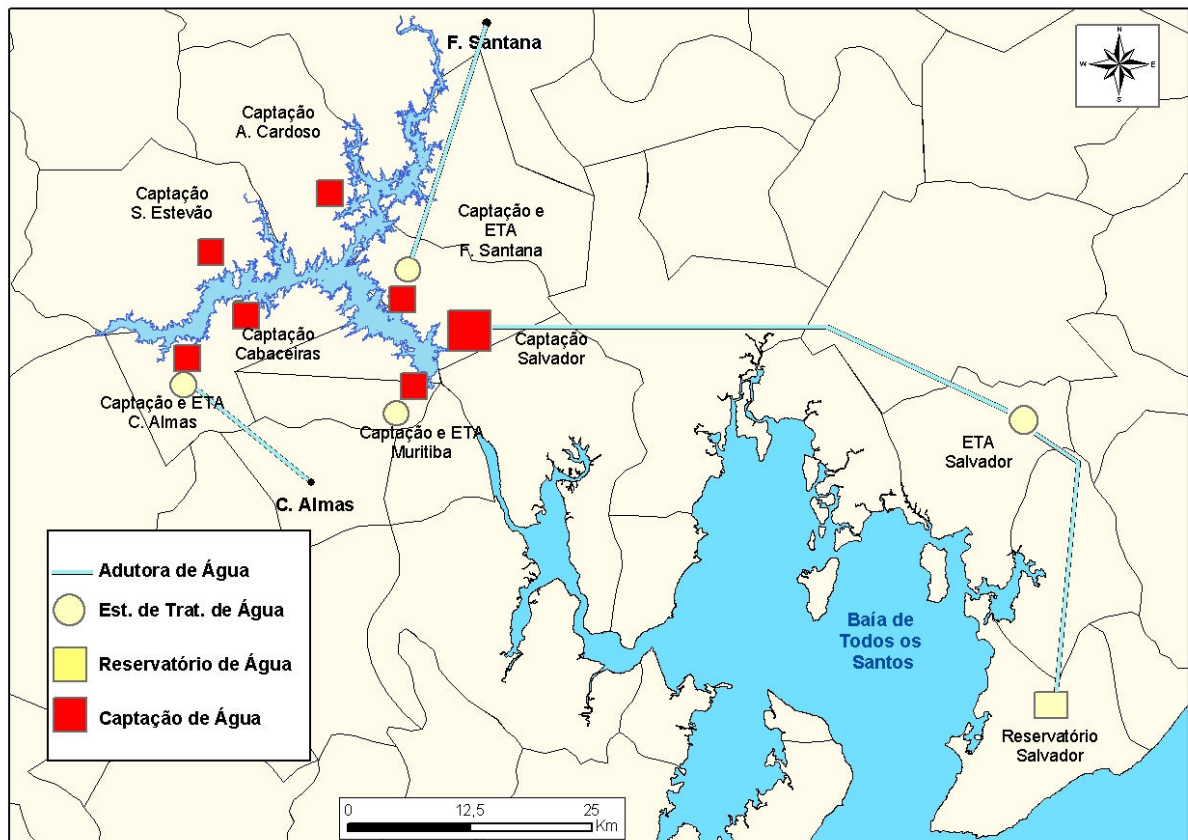 F. Santana
N
W
E
S
Captação
A. Cardoso
Captação
S. Estevão
Captação e
ETA
F. Santana
Captação
Cabaceiras
Captação
Salvador
Captação e ETA
C. Almas
Captação e ETA
Muritiba
ETA
Salvador
C. Almas
Adutora de Água
Est. de Trat. de Água
Reservatório de Água
Captação de Água
Baía de
Todos os
Santos
Reservatório
Salvador
0
12,5
25
Km